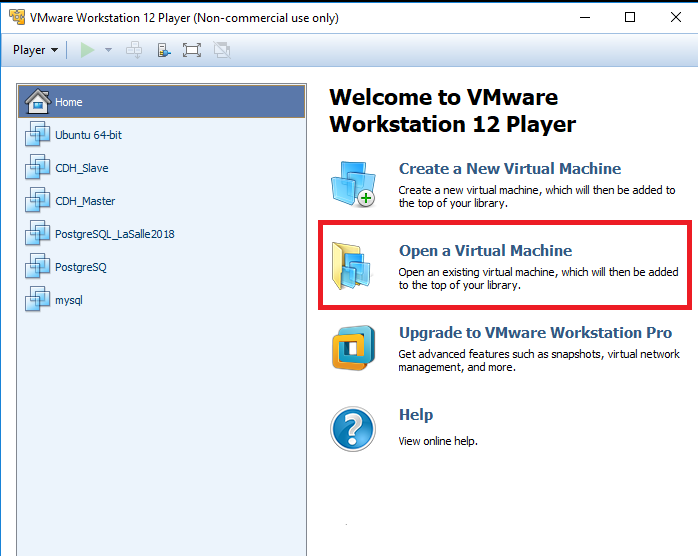 VMware Workstation 12 Player (Non-commercial use only)
Player
Home
Ubuntu 64-bit
CDH_Slave
CDH_Master
PostgreSQL_LaSalle2018
PostgreSQ
mysql
Welcome to VMware
Workstation 12 Player
Create a New Virtual Machine
Create a new virtual machine, which will then be added
to the top of your library.
Open a Virtual Machine
Open an existing virtual machine, which will then be added
to the top of your library.
Upgrade to VMware Workstation Pro
Get advanced features such as snapshots, virtual network
management, and more.
Help
View online help.